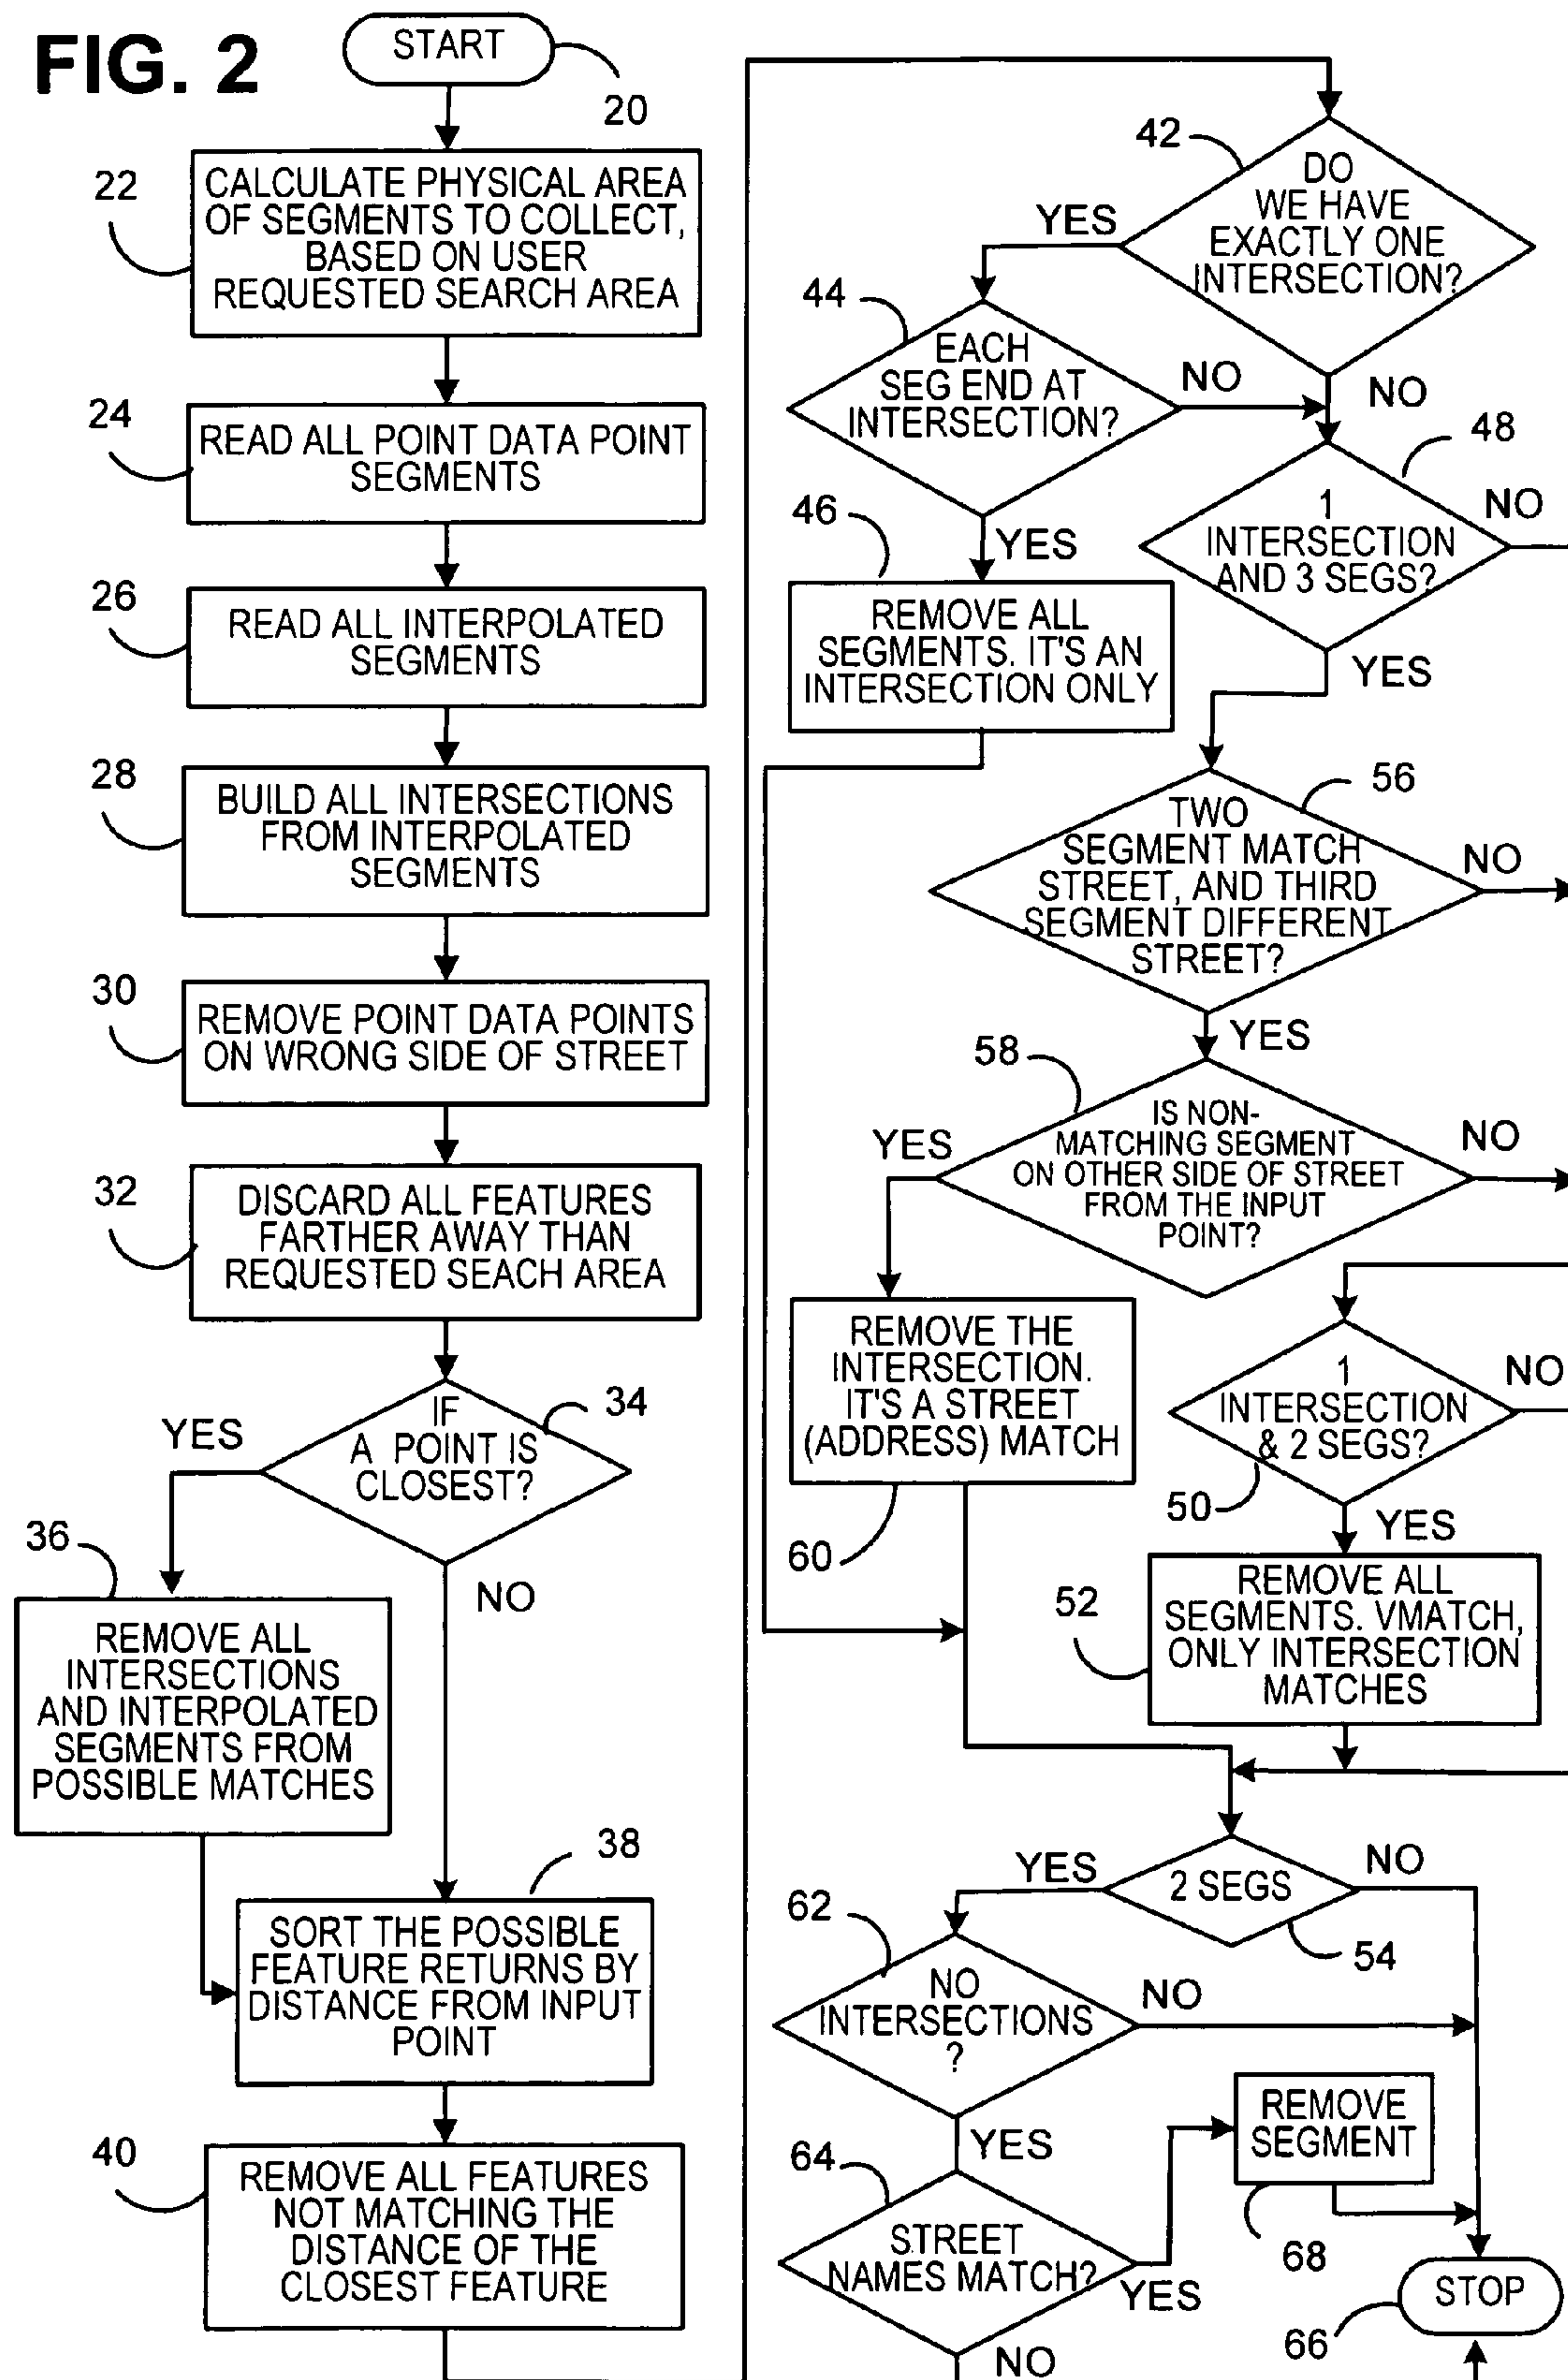 FIG. 2
START
20
22
CALCULATE PHYSICAL AREA
OF SEGMENTS TO COLLECT,
BASED ON USER
REQUESTED SEARCH AREA
24
READ ALL POINT DATA POINT
SEGMENTS
26
READ ALL INTERPOLATED
SEGMENTS
28
BUILD ALL INTERSECTIONS
FROM INTERPOLATED
SEGMENTS
30
REMOVE POINT DATA POINTS
ON WRONG SIDE OF STREET
32
DISCARD ALL FEATURES
FARTHER AWAY THAN
REQUESTED SEACH AREA
34
IF
A POINT IS
CLOSEST?
YES
NO
36
REMOVE ALL
INTERSECTIONS
AND INTERPOLATED
SEGMENTS FROM
POSSIBLE MATCHES
38
SORT THE POSSIBLE
FEATURE RETURNS BY
DISTANCE FROM INPUT
POINT
40
REMOVE ALL FEATURES
NOT MATCHING THE
DISTANCE OF THE
CLOSEST FEATURE
42
DO
WE HAVE
EXACTLY ONE
INTERSECTION?
YES
NO
44
EACH
SEG END AT
INTERSECTION?
NO
YES
46
REMOVE ALL
SEGMENTS. IT'S AN
INTERSECTION ONLY
48
1
INTERSECTION
AND 3 SEGS?
NO
YES
56
TWO
SEGMENT MATCH
STREET, AND THIRD
SEGMENT DIFFERENT
STREET?
NO
YES
58
IS NON-
MATCHING SEGMENT
ON OTHER SIDE OF STREET
FROM THE INPUT
POINT?
YES
NO
REMOVE THE
INTERSECTION.
IT'S A STREET
(ADDRESS) MATCH
60
1
INTERSECTION
& 2 SEGS?
NO
50
YES
52
REMOVE ALL
SEGMENTS. VMATCH,
ONLY INTERSECTION
MATCHES
2 SEGS
YES
NO
54
62
NO
INTERSECTIONS
?
NO
YES
64
STREET
NAMES MATCH?
YES
NO
REMOVE
SEGMENT
68
STOP
66